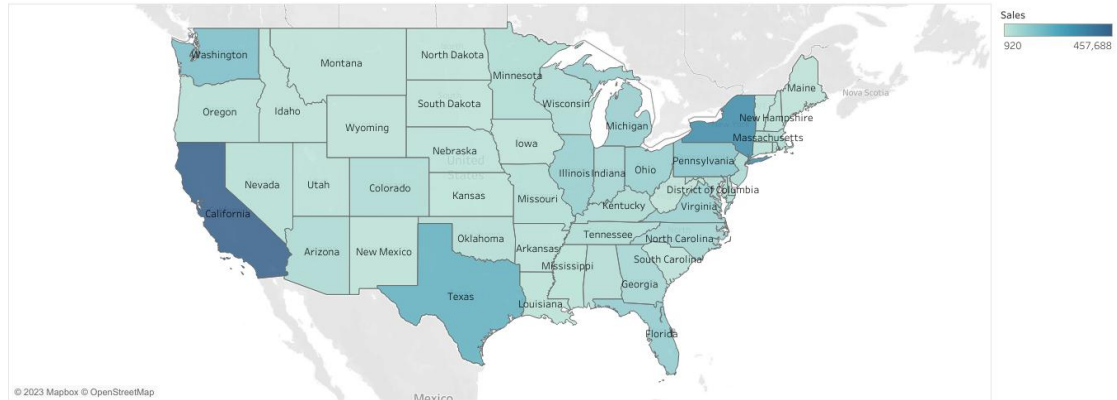 Sales
920
457,688
Washington
Montana
North Dakota
Minnesota
Maine
Nova Scotia
Oregon
Idaho
South Dakota
Wisconsin
Michigan
New Hampshire
Massachusetts
Wyoming
Nebraska
Iowa
United
States
Illinois
Indiana
Ohio
Pennsylvania
Nevada
Utah
Colorado
Kansas
Missouri
Kentucky
District of Columbia
Virginia
California
Arizona
New Mexico
Oklahoma
Arkansas
Tennessee
North Carolina
Mississippi
South Carolina
Georgia
Texas
Louisiana
Florida
© 2023 Mapbox © OpenStreetMap
Mexico